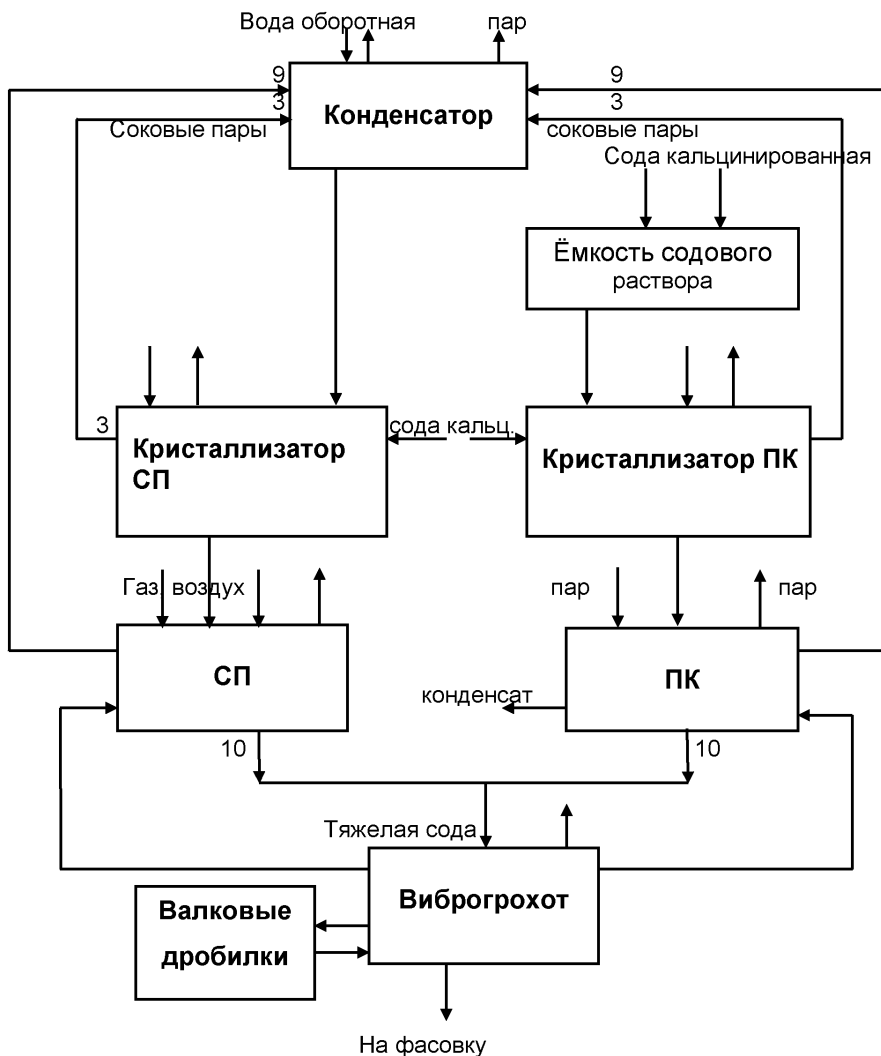 Вода оборотная
пар
9
9
3
3
Конденсатор
Соковые пары
соковые пары
Сода кальцинированная
Ёмкость содового
раствора
3
сода кальц.
Кристаллизатор
СП
Кристаллизатор ПК
Газ. воздух
пар
пар
СП
ПК
конденсат
10
10
Тяжелая сода
Виброгрохот
Валковые
дробилки
На фасовку